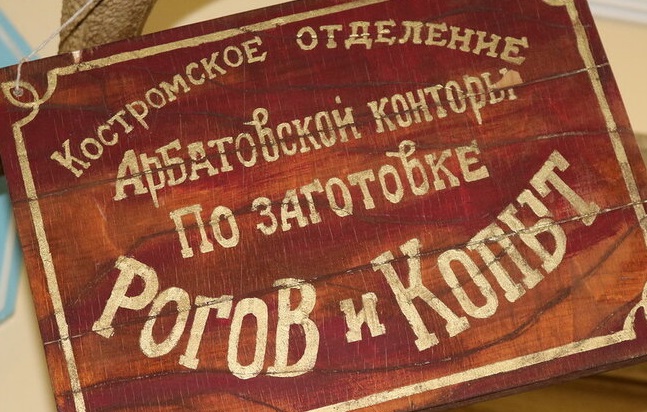 Костромское отделение
Арбатовской конторы
По заготовке
Рогов и Копыт